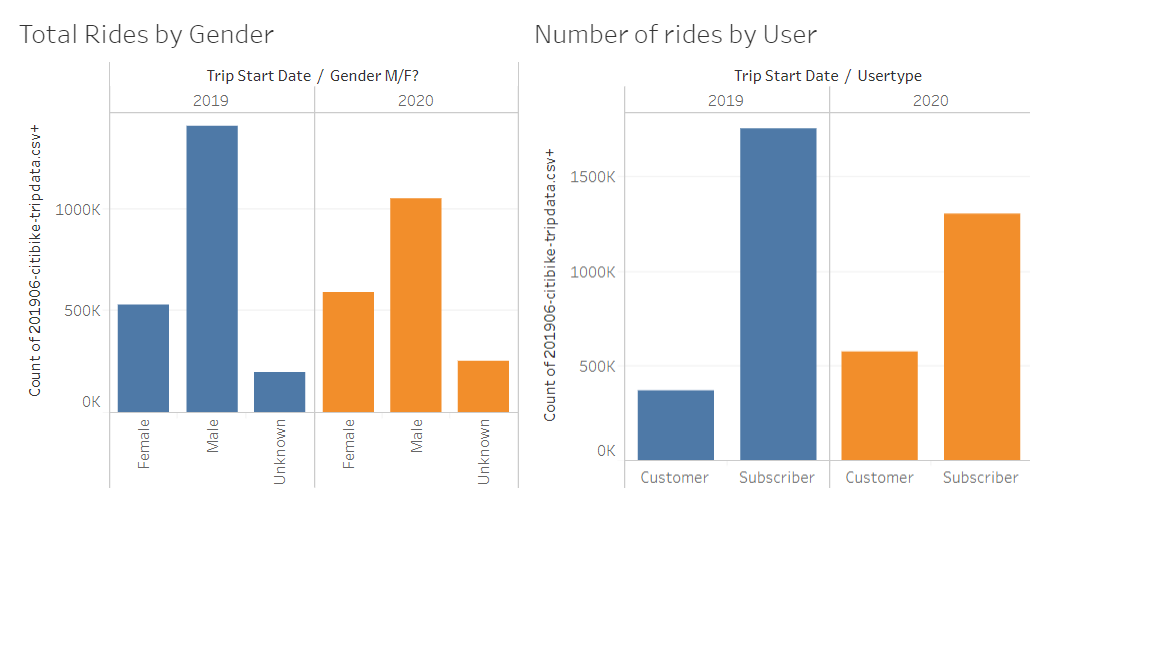 Total Rides by Gender
Trip Start Date / Gender M/F?
2019 2020
Count of 201906-citibike-tripdata.csv+
1000K
500K
0K
Female Male Unknown Female Male Unknown
Number of rides by User
Trip Start Date / Usertype
2019 2020
Count of 201906-citibike-tripdata.csv+
1500K
1000K
500K
0K
Customer Subscriber Customer Subscriber